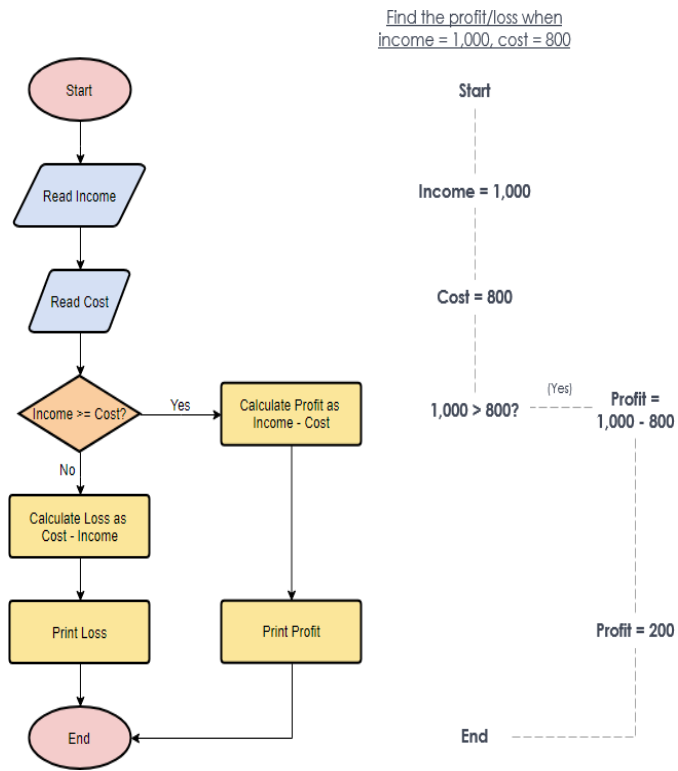 Find the profit/loss when
income = 1,000, cost = 800
Start
Read Income
Read Cost
Income >= Cost?
Yes
Calculate Profit as
Income - Cost
No
Calculate Loss as
Cost - Income
Print Loss
Print Profit
End
Start
Income = 1,000
Cost = 800
1,000 > 800?
(Yes)
Profit =
1,000 - 800
Profit = 200
End